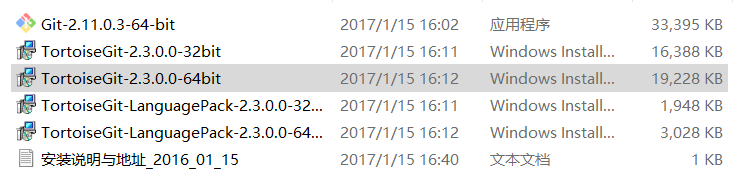 Git-2.11.0.3-64-bit 2017/1/15 16:02 应用程序 33,395 KB
TortoiseGit-2.3.0.0-32bit 2017/1/15 16:11 Windows Install... 16,388 KB
TortoiseGit-2.3.0.0-64bit 2017/1/15 16:12 Windows Install... 19,228 KB
TortoiseGit-LanguagePack-2.3.0.0-32... 2017/1/15 16:11 Windows Install... 1,948 KB
TortoiseGit-LanguagePack-2.3.0.0-64... 2017/1/15 16:12 Windows Install... 3,028 KB
安装说明与地址_2016_01_15 2017/1/15 16:40 文本文档 1 KB